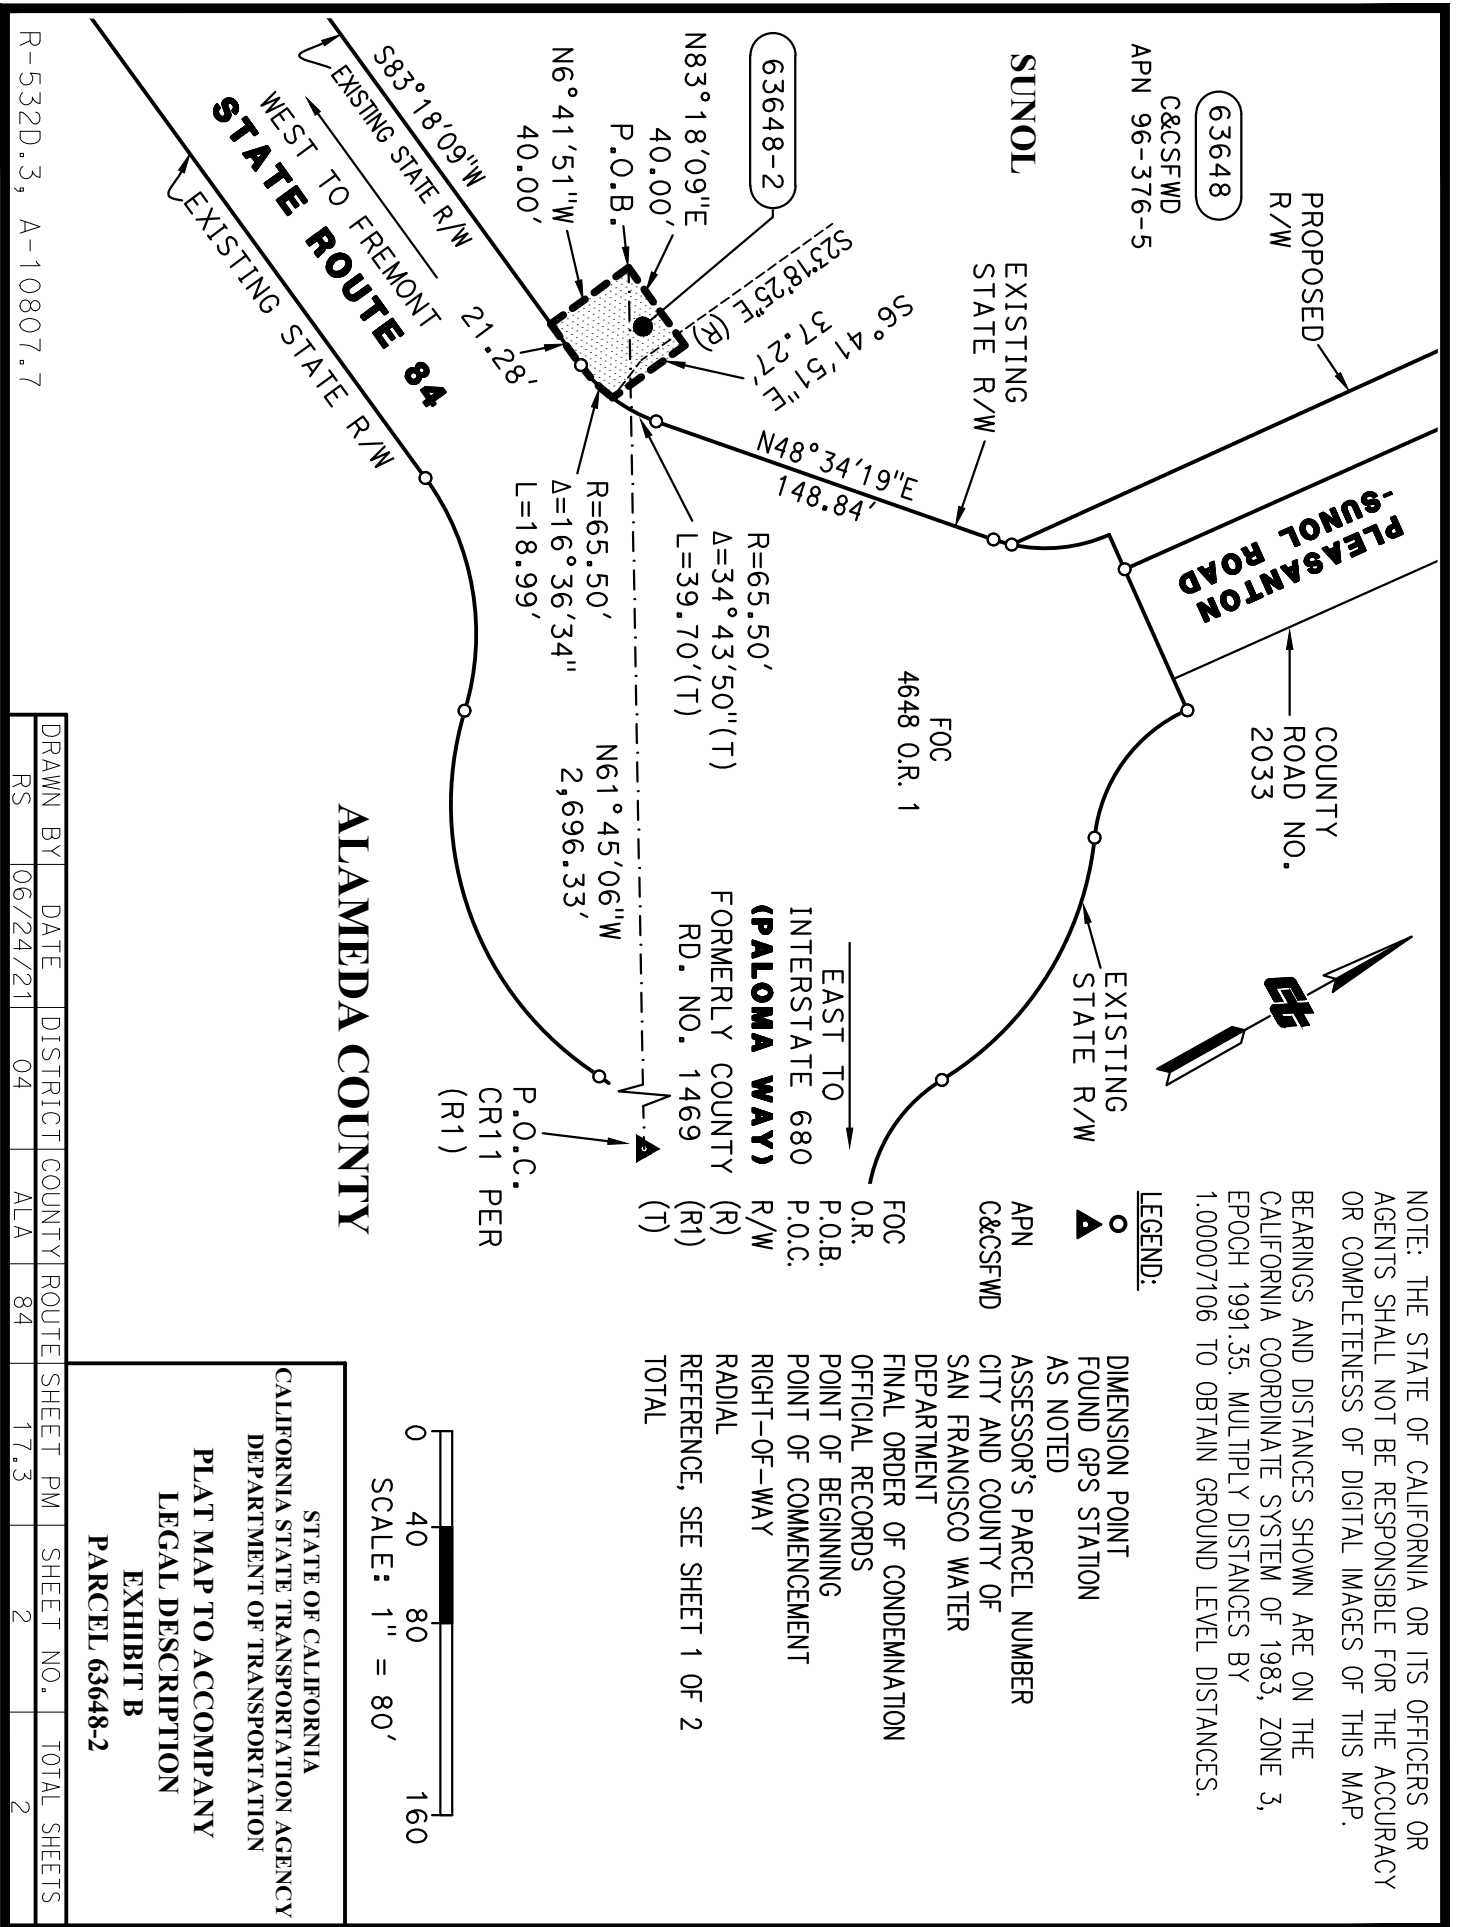 NOTE: THE STATE OF CALIFORNIA OR ITS OFFICERS OR
AGENTS SHALL NOT BE RESPONSIBLE FOR THE ACCURACY
OR COMPLETENESS OF DIGITAL IMAGES OF THIS MAP.
BEARINGS AND DISTANCES SHOWN ARE ON THE
CALIFORNIA COORDINATE SYSTEM OF 1983, ZONE 3,
EPOCH 1991.35. MULTIPLY DISTANCES BY
1.00007106 TO OBTAIN GROUND LEVEL DISTANCES.
LEGEND:
DIMENSION POINT
FOUND GPS STATION
AS NOTED
APN ASSESSOR'S PARCEL NUMBER
C&CSFWD CITY AND COUNTY OF
SAN FRANCISCO WATER
DEPARTMENT
FOC FINAL ORDER OF CONDEMNATION
O.R. OFFICIAL RECORDS
P.O.B. POINT OF BEGINNING
P.O.C. POINT OF COMMENCEMENT
R/W RIGHT-OF-WAY
(R) RADIAL
(R1) REFERENCE, SEE SHEET 1 OF 2
(T) TOTAL
PROPOSED
R/W
63648
C&CSFWD
APN 96-376-5
SUNOL
EXISTING
STATE R/W
PLEASANTON
-SUNOL ROAD
COUNTY
ROAD NO.
2033
EXISTING
STATE R/W
FOC
4648 O.R. 1
N48°34'19"E
148.84'
63648-2
S23°18'25"E (R)
S6°41'51"E
37.27'
N83°18'09"E
40.00'
P.O.B.
N6°41'51"W
40.00'
R=65.50'
Δ=34°43'50"(T)
L=39.70'(T)
R=65.50'
Δ=16°36'34"
L=18.99'
21.28'
S83°18'09"W
EXISTING STATE R/W
WEST TO FREMONT
STATE ROUTE 84
EXISTING STATE R/W
N61°45'06"W
2,696.33'
EAST TO
INTERSTATE 680
(PALOMA WAY)
FORMERLY COUNTY
RD. NO. 1469
P.O.C.
CR11 PER
(R1)
ALAMEDA COUNTY
0 40 80 160
SCALE: 1" = 80'
STATE OF CALIFORNIA
CALIFORNIA STATE TRANSPORTATION AGENCY
DEPARTMENT OF TRANSPORTATION
PLAT MAP TO ACCOMPANY
LEGAL DESCRIPTION
EXHIBIT B
PARCEL 63648-2
DRAWN BY DATE DISTRICT COUNTY ROUTE SHEET PM SHEET NO. TOTAL SHEETS
RS 06/24/21 04 ALA 84 17.3 2 2
R-532D.3, A-10807.7